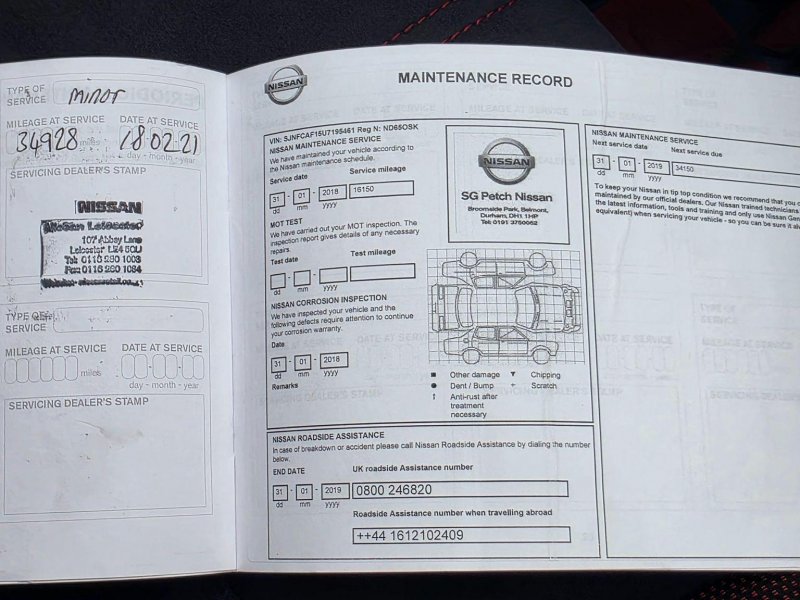 TYPE OF
SERVICE
minor
MILEAGE AT SERVICE
DATE AT SERVICE
34928 miles
18 02 21
day - month - year
SERVICING DEALER'S STAMP
NISSAN
Nissan Leicester
107 Abbey Lane
Leicester LE4 5QU
Tel: 0116 260 1003
Fax: 0116 260 1084
TYPE OF
SERVICE
MILEAGE AT SERVICE
DATE AT SERVICE
miles
day - month - year
SERVICING DEALER'S STAMP
NISSAN
MAINTENANCE RECORD
VIN: SJNFCAF15U7195461 Reg N: ND65OSK
NISSAN MAINTENANCE SERVICE
We have maintained your vehicle according to
the Nissan maintenance schedule.
Service date
Service mileage
31 - 01 - 2018
16150
dd mm yyyy
MOT TEST
We have carried out your MOT inspection. The
inspection report gives details of any necessary
repairs.
Test date
Test mileage
dd mm yyyy
NISSAN CORROSION INSPECTION
We have inspected your vehicle and the
following defects require attention to continue
your corrosion warranty.
Date
31 - 01 - 2018
dd mm yyyy
Remarks
NISSAN
SG Petch Nissan
Broomside Park, Belmont,
Durham, DH1 1HP
Tel: 0191 3750062
Other damage
Chipping
Dent / Bump
Scratch
Anti-rust after
treatment
necessary
NISSAN ROADSIDE ASSISTANCE
In case of breakdown or accident please call Nissan Roadside Assistance by dialing the number
below.
END DATE
UK roadside Assistance number
31 - 01 - 2019
0800 246820
dd mm yyyy
Roadside Assistance number when travelling abroad
++44 1612102409
NISSAN MAINTENANCE SERVICE
Next service date
Next service due
31 - 01 - 2019
34150
dd mm yyyy
To keep your Nissan in tip top condition we recommend that you
maintained by our official dealers. Our Nissan trained technicians
the latest information, tools and training and only use Nissan
equivalent) when servicing your vehicle - so you can be sure it